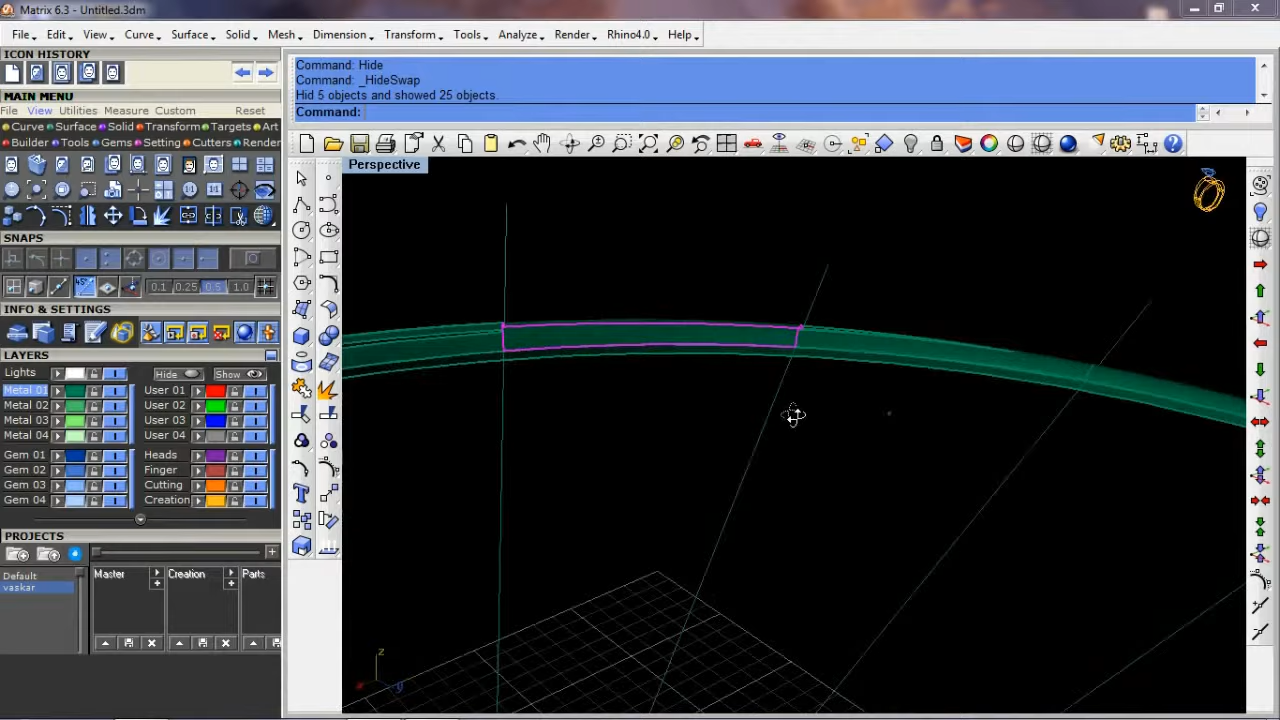 Matrix 6.3 - Untitled.3dm
File Edit View Curve Surface Solid Mesh Dimension Transform Tools Analyze Render Rhino4.0 Help
ICON HISTORY
MAIN MENU
File View Utilities Measure Custom Reset
Curve Surface Solid Transform Targets Art
Builder Tools Gems Setting Cutters Render
SNAPS
45°
0.1 0.25 0.5 1.0
INFO & SETTINGS
LAYERS
Lights Hide Show
Metal 01 User 01
Metal 02 User 02
Metal 03 User 03
Metal 04 User 04
Gem 01 Heads
Gem 02 Finger
Gem 03 Cutting
Gem 04 Creation
PROJECTS
Default
vaskar
Master Creation Parts
Command: Hide
Command: _HideSwap
Hid 5 objects and showed 25 objects.
Command:
Perspective
z
x
y